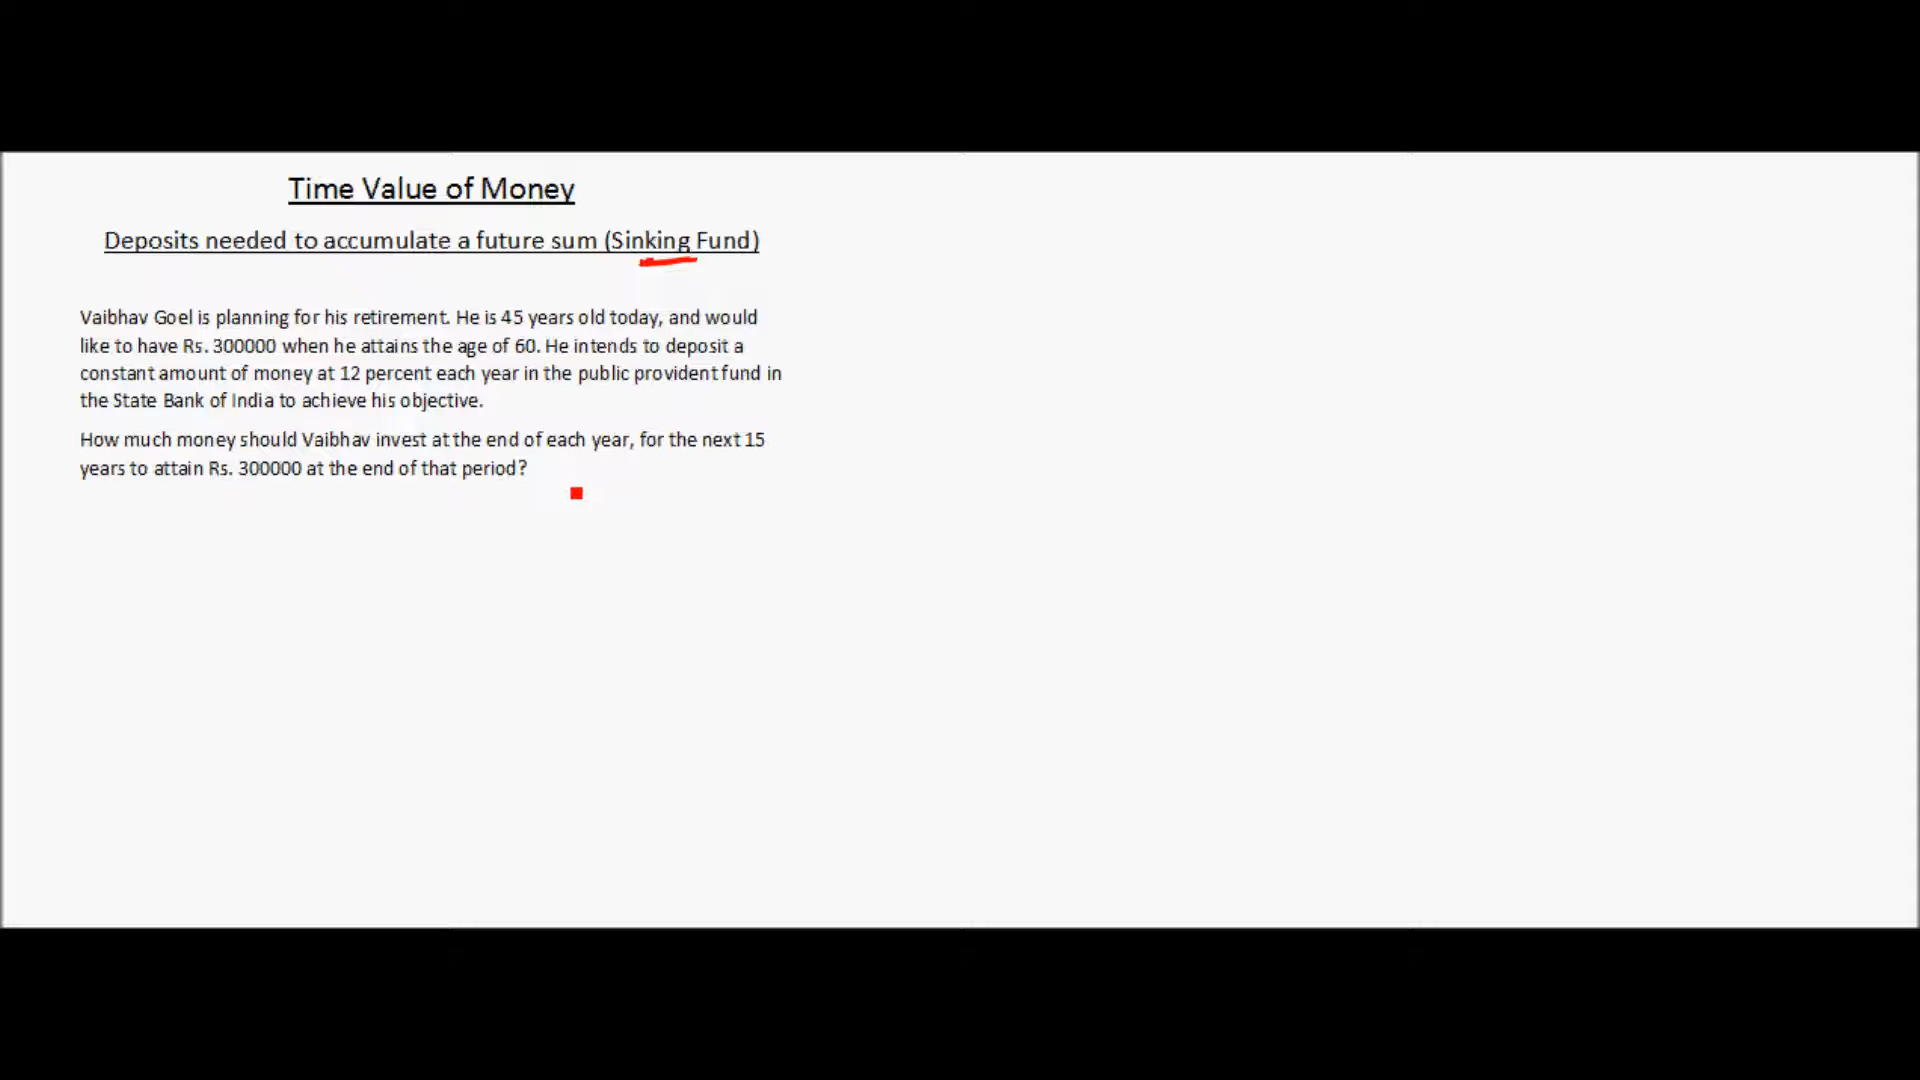 Time Value of Money
Deposits needed to accumulate a future sum (Sinking Fund)
Vaibhav Goel is planning for his retirement. He is 45 years old today, and would
like to have Rs. 300000 when he attains the age of 60. He intends to deposit a
constant amount of money at 12 percent each year in the public provident fund in
the State Bank of India to achieve his objective.
How much money should Vaibhav invest at the end of each year, for the next 15
years to attain Rs. 300000 at the end of that period?